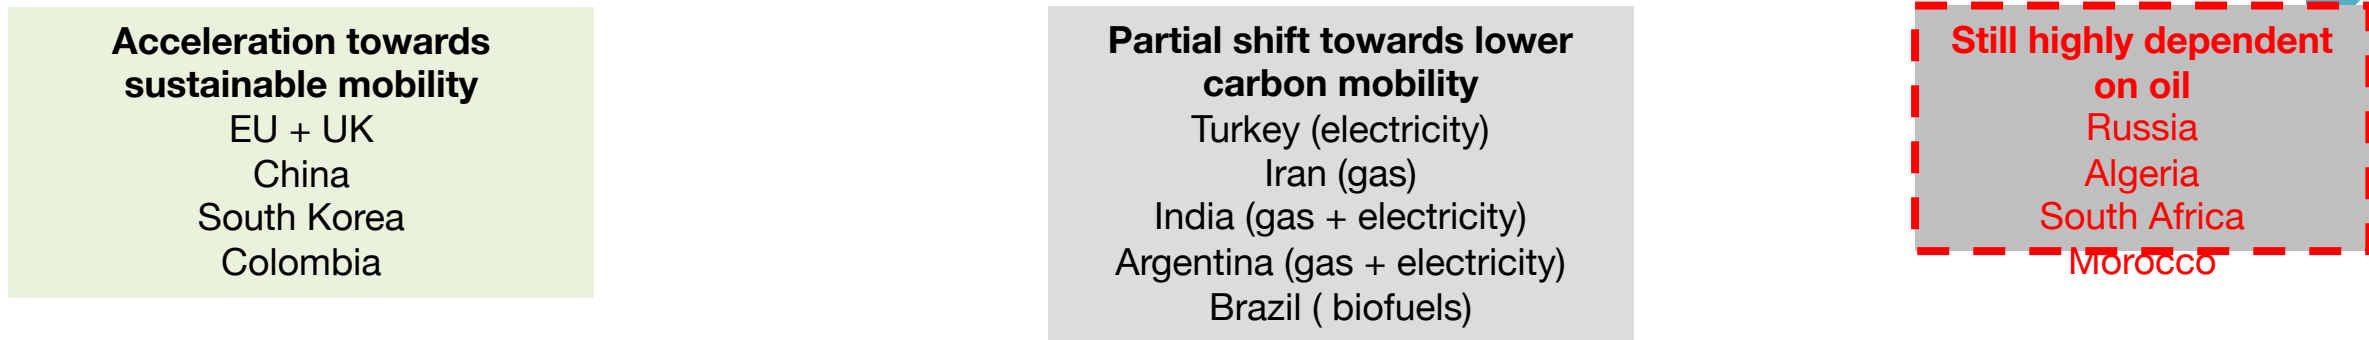 Acceleration towards
sustainable mobility
EU + UK
China
South Korea
Colombia
Partial shift towards lower
carbon mobility
Turkey (electricity)
Iran (gas)
India (gas + electricity)
Argentina (gas + electricity)
Brazil ( biofuels)
Still highly dependent
on oil
Russia
Algeria
South Africa
Morocco